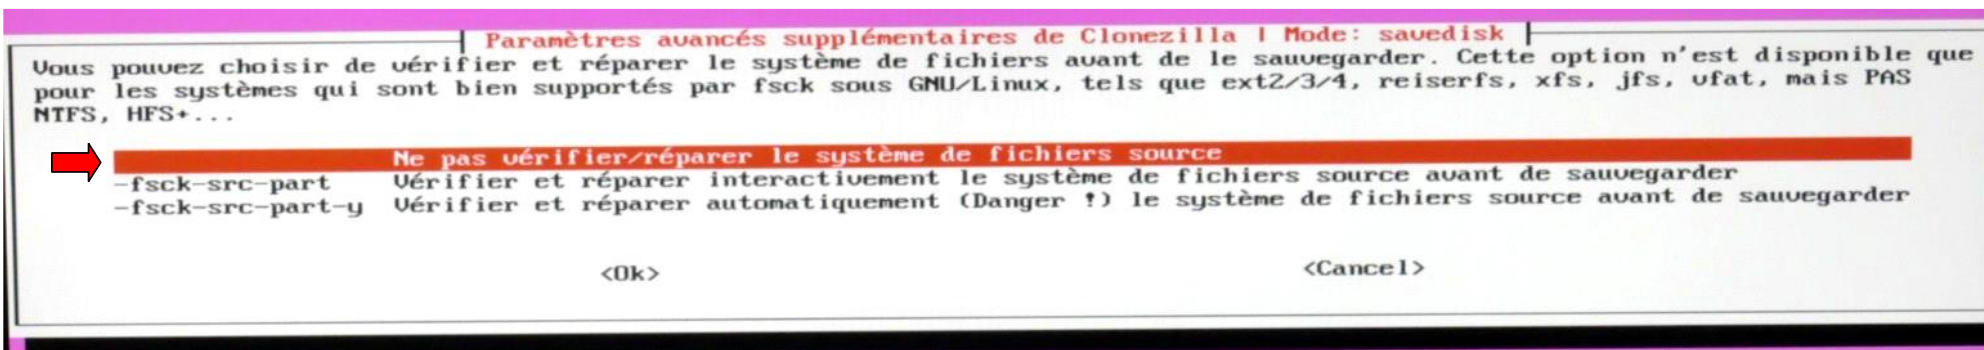 Paramètres avancés supplémentaires de Clonezilla | Mode: savedisk
Vous pouvez choisir de vérifier et réparer le système de fichiers avant de le sauvegarder. Cette option n'est disponible que
pour les systèmes qui sont bien supportés par fsck sous GNU/Linux, tels que ext2/3/4, reiserfs, xfs, jfs, vfat, mais PAS
NTFS, HFS+...
Ne pas vérifier/réparer le système de fichiers source
-fsck-src-part Vérifier et réparer interactivement le système de fichiers source avant de sauvegarder
-fsck-src-part-y Vérifier et réparer automatiquement (Danger !) le système de fichiers source avant de sauvegarder
<Ok> <Cancel>